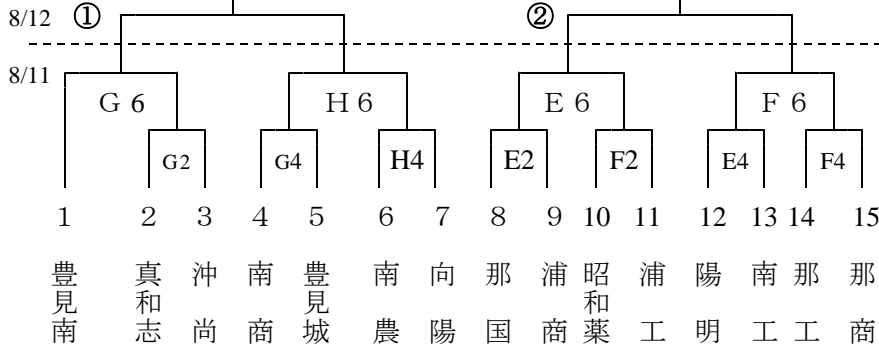 8/12 ① ②
8/11
Ｇ 6 Ｈ 6 Ｅ 6 Ｆ 6
G2 G4 H4 E2 F2 E4 F4
1 2 3 4 5 6 7 8 9 10 11 12 13 14 15
豊見南 真和志 沖尚 南商 豊見城 南農 向陽 那国 浦商 昭和薬 浦工 陽明 南工 那工 那商